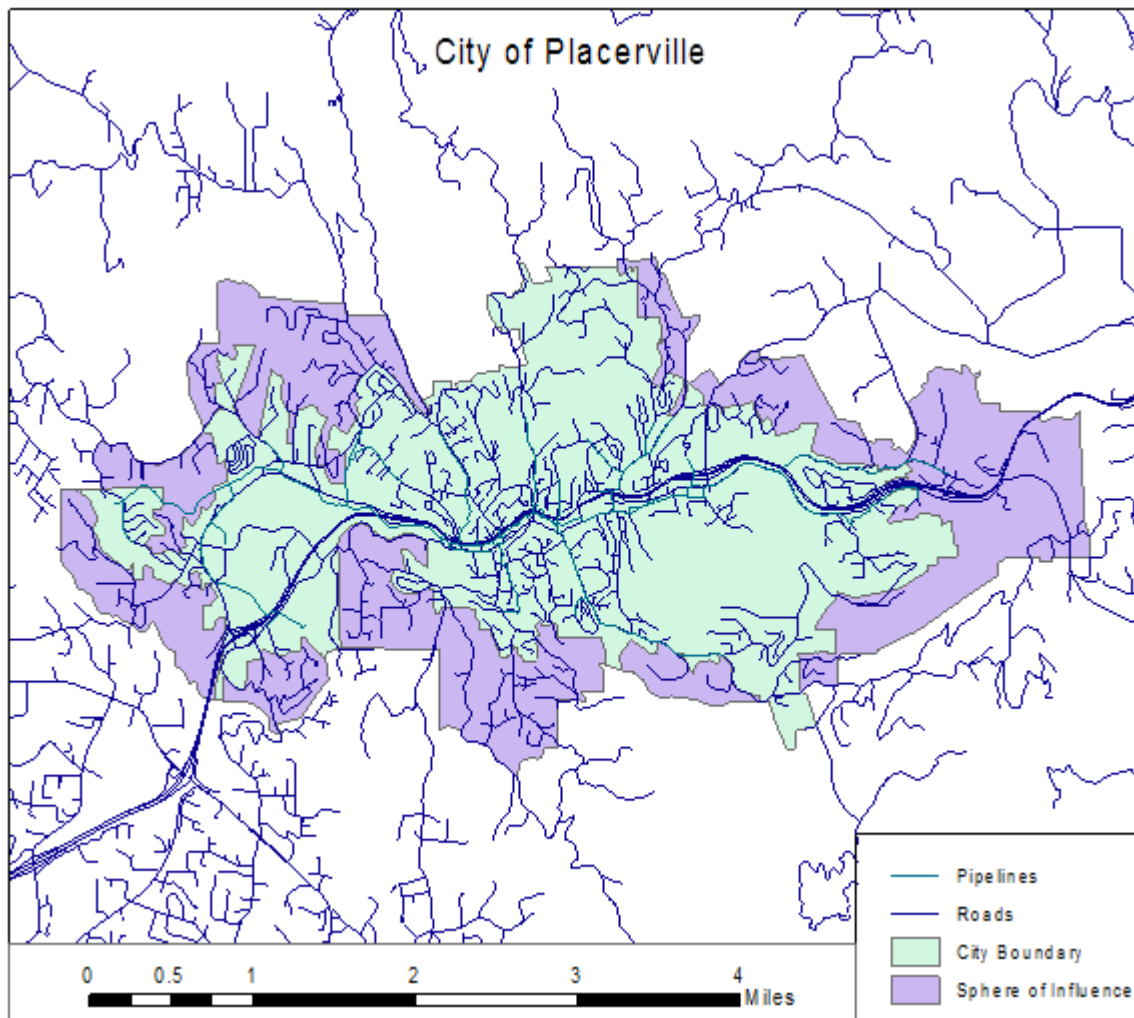 City of Placerville
Pipelines
Roads
City Boundary
Sphere of Influence
0 0.5 1 2 3 4
Miles